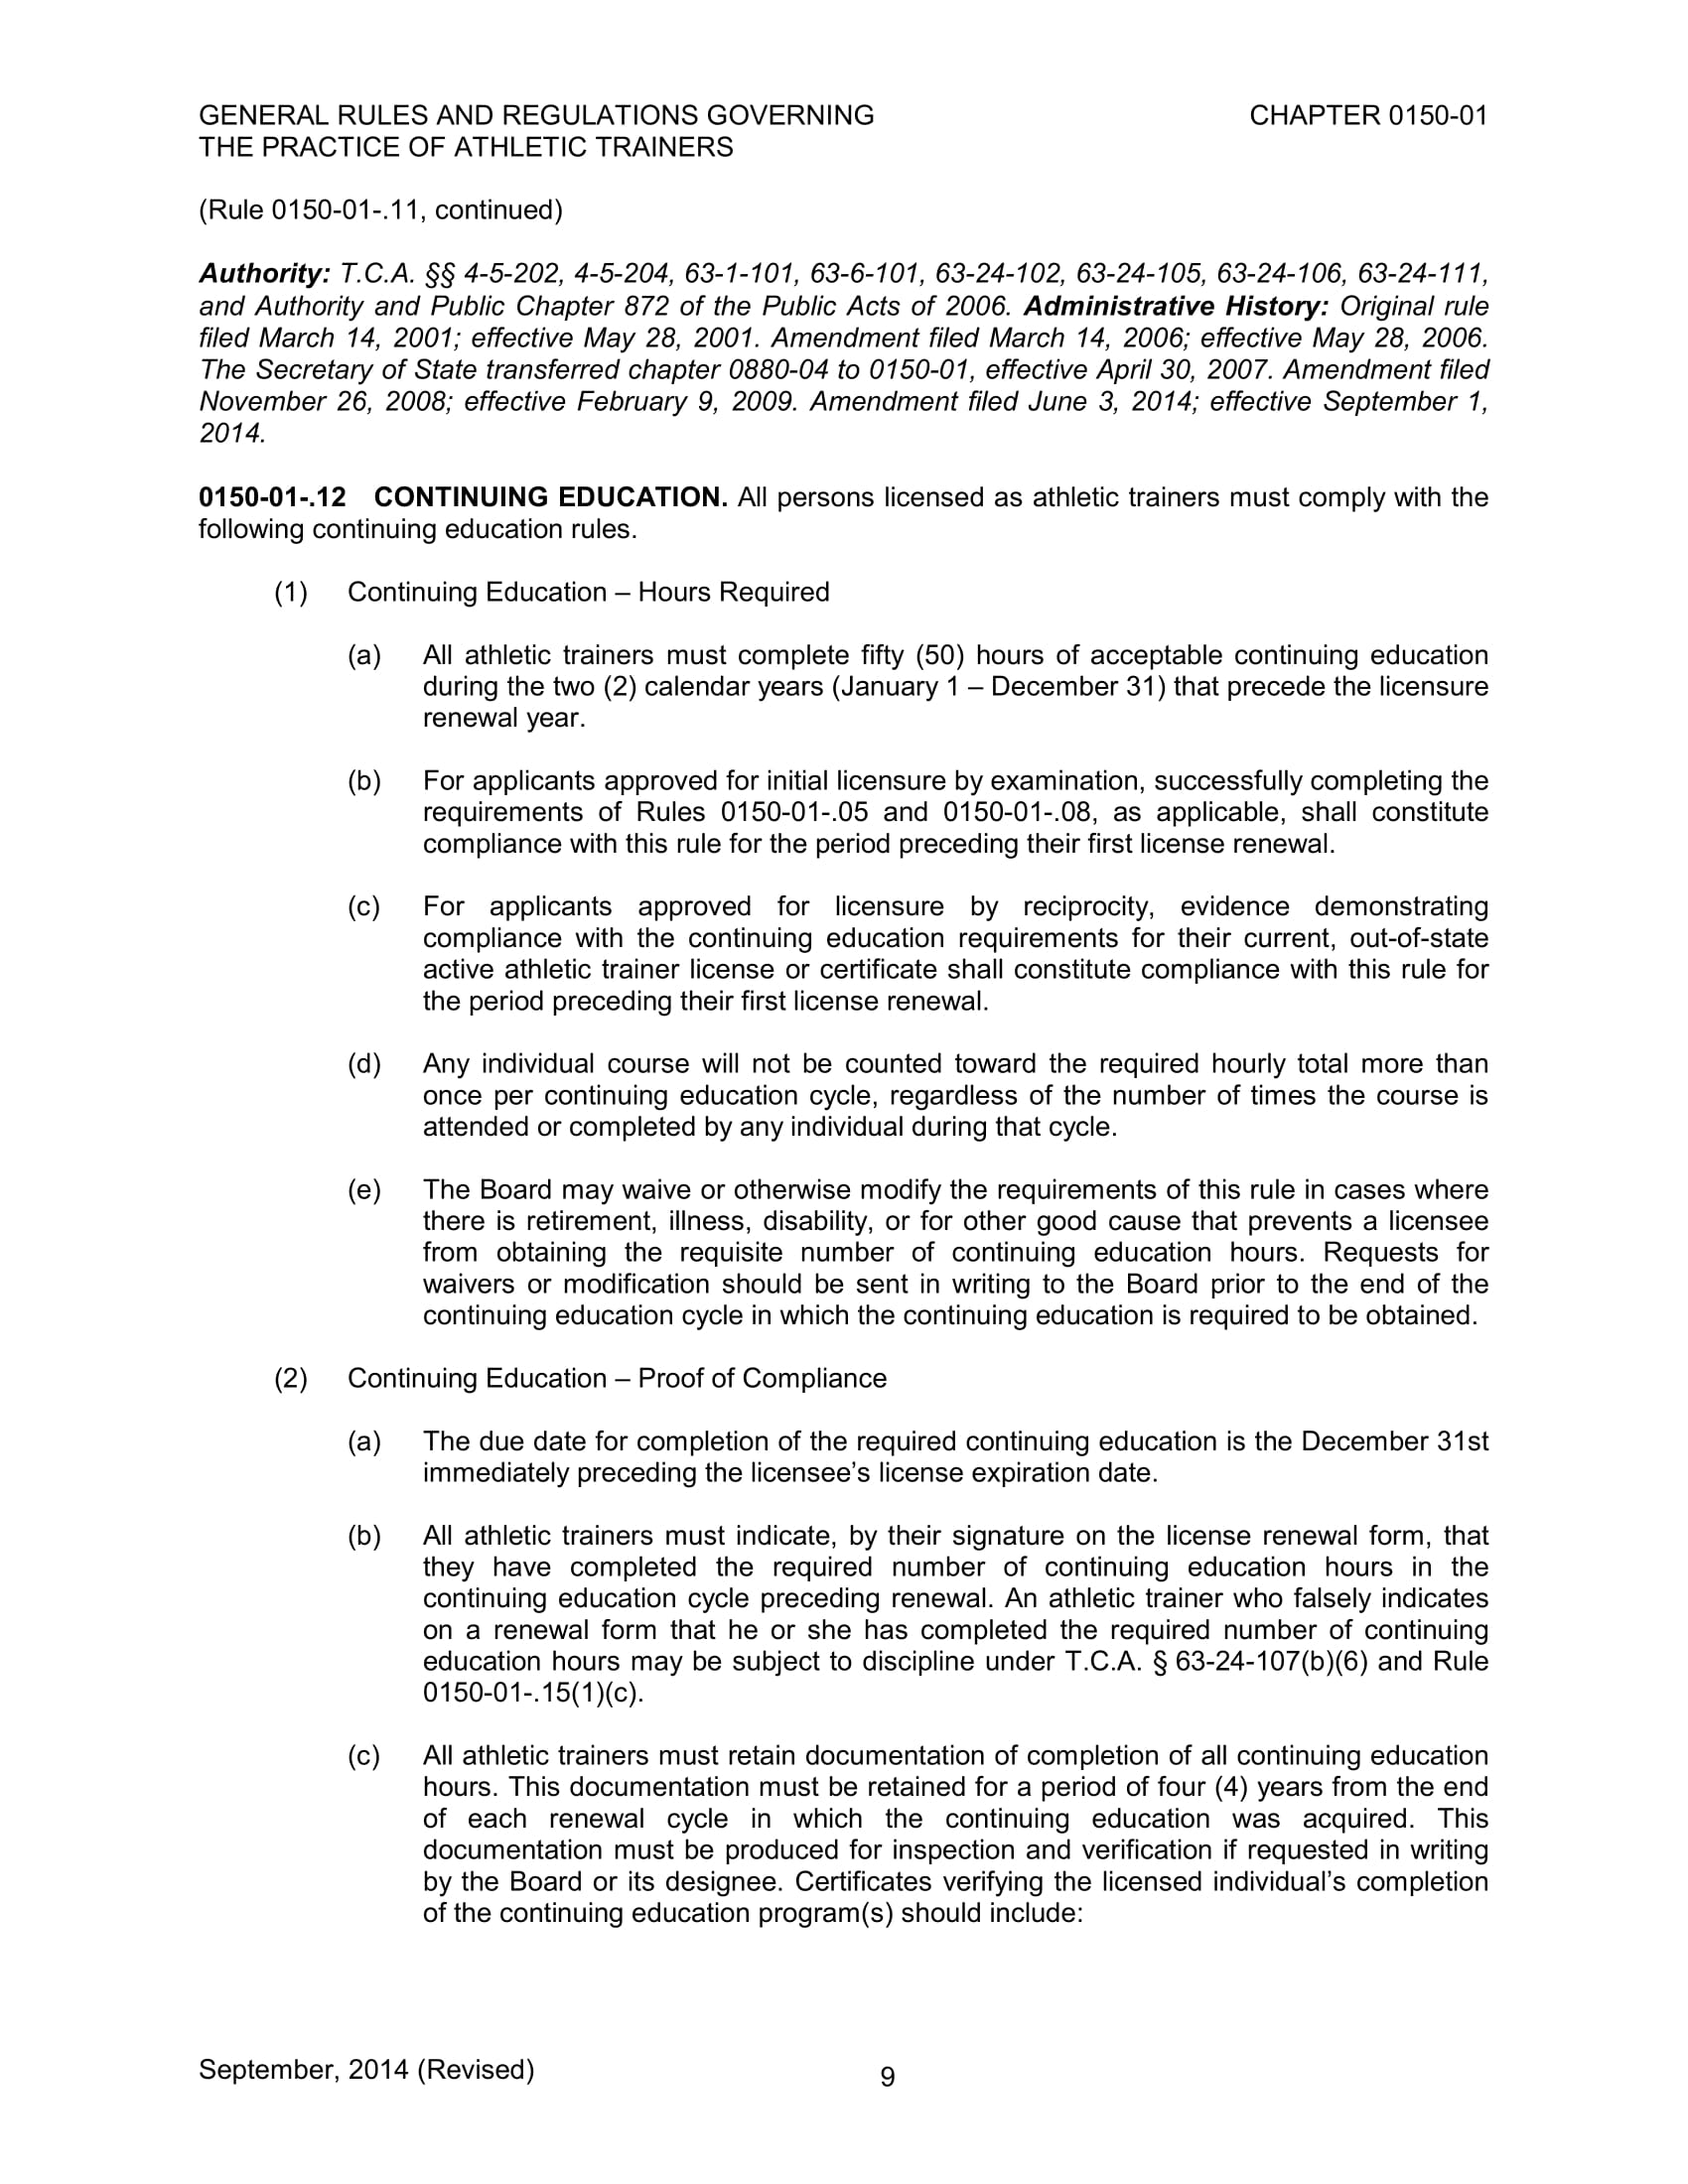 GENERAL RULES AND REGULATIONS GOVERNING CHAPTER 0150-01
THE PRACTICE OF ATHLETIC TRAINERS
(Rule 0150-01-.11, continued)
Authority: T.C.A. §§ 4-5-202, 4-5-204, 63-1-101, 63-6-101, 63-24-102, 63-24-105, 63-24-106, 63-24-111,
and Authority and Public Chapter 872 of the Public Acts of 2006. Administrative History: Original rule
filed March 14, 2001; effective May 28, 2001. Amendment filed March 14, 2006; effective May 28, 2006.
The Secretary of State transferred chapter 0880-04 to 0150-01, effective April 30, 2007. Amendment filed
November 26, 2008; effective February 9, 2009. Amendment filed June 3, 2014; effective September 1,
2014.
0150-01-.12 CONTINUING EDUCATION. All persons licensed as athletic trainers must comply with the
following continuing education rules.
(1) Continuing Education – Hours Required
(a) All athletic trainers must complete fifty (50) hours of acceptable continuing education
during the two (2) calendar years (January 1 – December 31) that precede the licensure
renewal year.
(b) For applicants approved for initial licensure by examination, successfully completing the
requirements of Rules 0150-01-.05 and 0150-01-.08, as applicable, shall constitute
compliance with this rule for the period preceding their first license renewal.
(c) For applicants approved for licensure by reciprocity, evidence demonstrating
compliance with the continuing education requirements for their current, out-of-state
active athletic trainer license or certificate shall constitute compliance with this rule for
the period preceding their first license renewal.
(d) Any individual course will not be counted toward the required hourly total more than
once per continuing education cycle, regardless of the number of times the course is
attended or completed by any individual during that cycle.
(e) The Board may waive or otherwise modify the requirements of this rule in cases where
there is retirement, illness, disability, or for other good cause that prevents a licensee
from obtaining the requisite number of continuing education hours. Requests for
waivers or modification should be sent in writing to the Board prior to the end of the
continuing education cycle in which the continuing education is required to be obtained.
(2) Continuing Education – Proof of Compliance
(a) The due date for completion of the required continuing education is the December 31st
immediately preceding the licensee’s license expiration date.
(b) All athletic trainers must indicate, by their signature on the license renewal form, that
they have completed the required number of continuing education hours in the
continuing education cycle preceding renewal. An athletic trainer who falsely indicates
on a renewal form that he or she has completed the required number of continuing
education hours may be subject to discipline under T.C.A. § 63-24-107(b)(6) and Rule
0150-01-.15(1)(c).
(c) All athletic trainers must retain documentation of completion of all continuing education
hours. This documentation must be retained for a period of four (4) years from the end
of each renewal cycle in which the continuing education was acquired. This
documentation must be produced for inspection and verification if requested in writing
by the Board or its designee. Certificates verifying the licensed individual’s completion
of the continuing education program(s) should include:
September, 2014 (Revised) 9